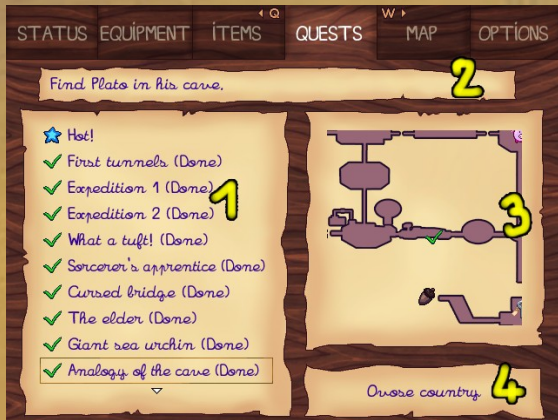 Q W
STATUS EQUIPMENT ITEMS QUESTS MAP OPTIONS
Find Plato in his cave. 2
Hot!
First tunnels (Done)
Expedition 1 (Done) 1
Expedition 2 (Done)
What a tuft! (Done)
Sorcerer's apprentice (Done)
Cursed bridge (Done)
The elder (Done)
Giant sea urchin (Done)
Analogy of the cave (Done)
3
Ovose country 4